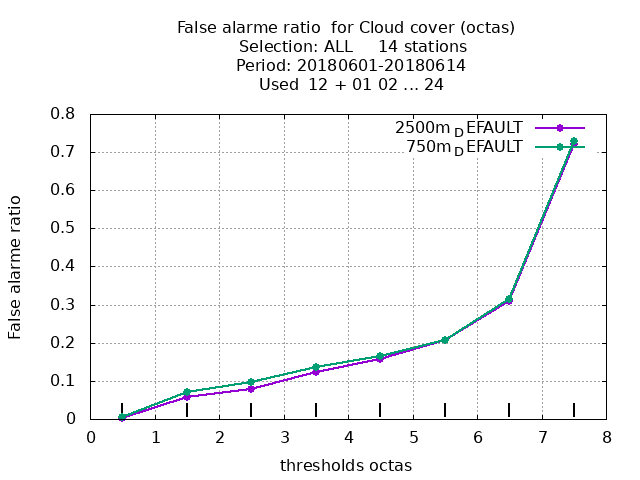 False alarme ratio  for Cloud cover (octas)
Selection: ALL     14 stations
Period: 20180601-20180614
Used  12 + 01 02 ... 24
2500m_DEFAULT
750m_DEFAULT
False alarme ratio
0.8
0.7
0.6
0.5
0.4
0.3
0.2
0.1
0
0 1 2 3 4 5 6 7 8
thresholds octas